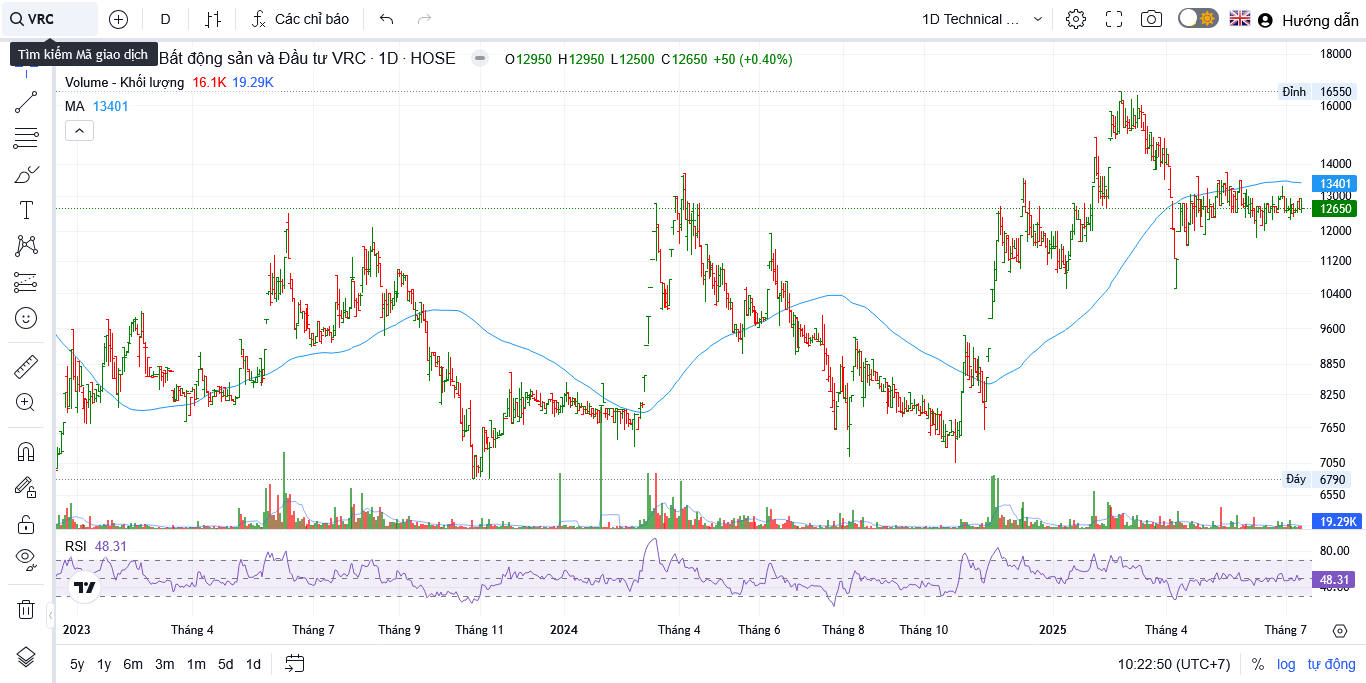 VRC
D
Các chỉ báo
1D Technical ...
Hướng dẫn
Tìm kiếm Mã giao dịch
Bất động sản và Đầu tư VRC · 1D · HOSE
O12950 H12950 L12500 C12650 +50 (+0.40%)
Volume - Khối lượng 16.1K 19.29K
MA 13401
18000
Đỉnh 16550
16000
14000
13401
13000
12650
12000
11200
10400
9600
8850
8250
7650
7050
Đáy 6790
6550
19.29K
RSI 48.31
80.00
48.31
40.00
2023 Tháng 4 Tháng 7 Tháng 9 Tháng 11 2024 Tháng 4 Tháng 6 Tháng 8 Tháng 10 2025 Tháng 4 Tháng 7
5y 1y 6m 3m 1m 5d 1d
10:22:50 (UTC+7) % log tự động